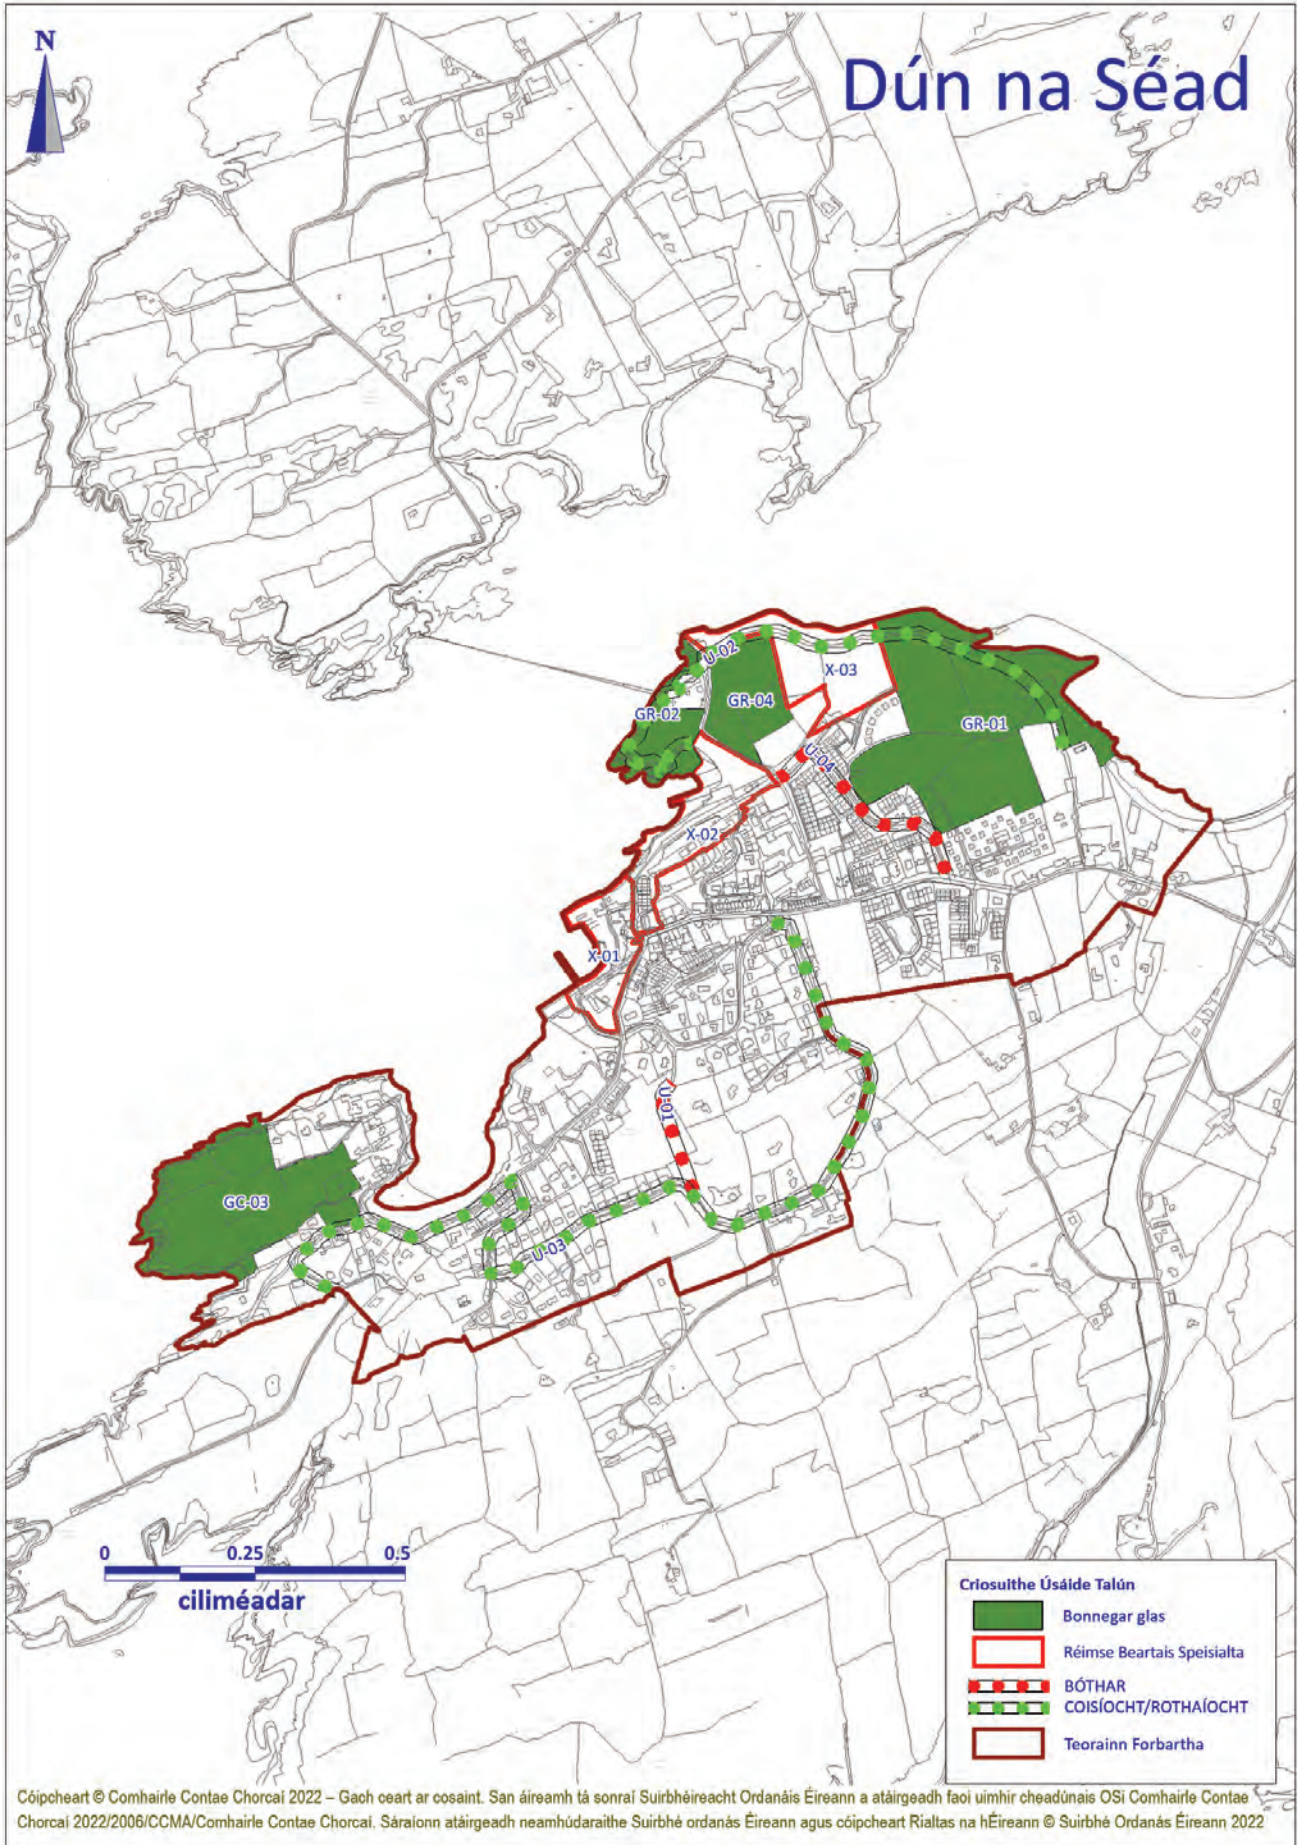 N
Dún na Séad
U-02
X-03
GR-04
GR-02
GR-01
U-04
X-02
X-01
U-01
GC-03
U-03
0 0.25 0.5
ciliméadar
Criosuithe Úsáide Talún
Bonnegar glas
Réimse Beartais Speisialta
BÓTHAR
COISÍOCHT/ROTHAÍOCHT
Teorainn Forbartha
Cóipcheart © Comhairle Contae Chorcaí 2022 – Gach ceart ar cosaint. San áireamh tá sonraí Suirbhéireacht Ordanáis Éireann a atáirgeadh faoi uimhir cheadúnais OSi Comhairle Contae
Chorcaí 2022/2006/CCMA/Comhairle Contae Chorcaí. Sáraíonn atáirgeadh neamhúdaraithe Suirbhé ordanás Éireann agus cóipcheart Rialtas na hÉireann © Suirbhé Ordanás Éireann 2022